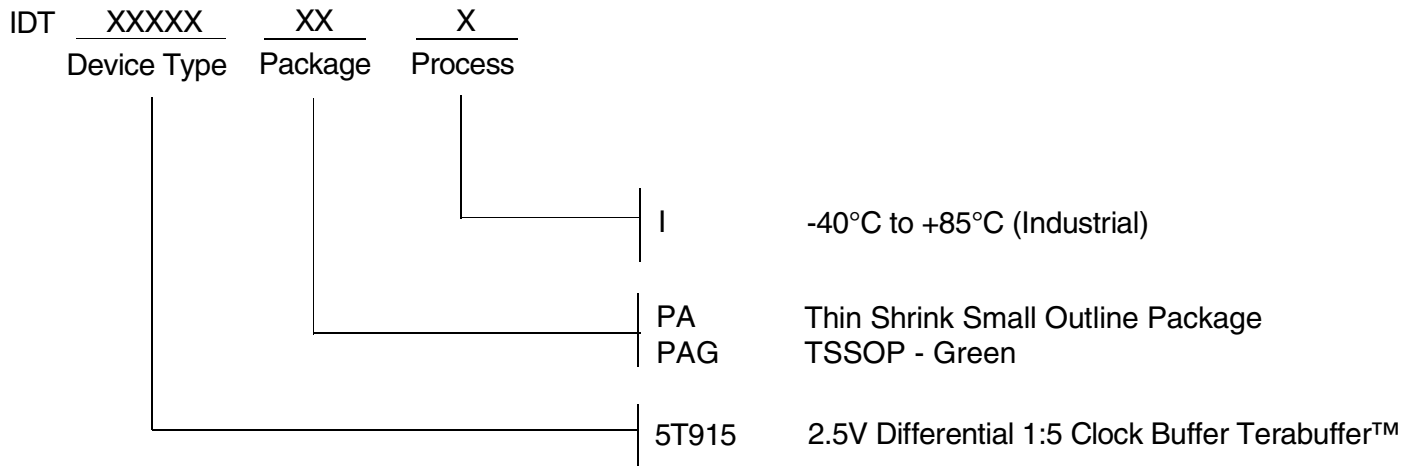 IDT XXXXX XX X
Device Type Package Process
I -40°C to +85°C (Industrial)
PA Thin Shrink Small Outline Package
PAG TSSOP - Green
5T915 2.5V Differential 1:5 Clock Buffer Terabuffer™